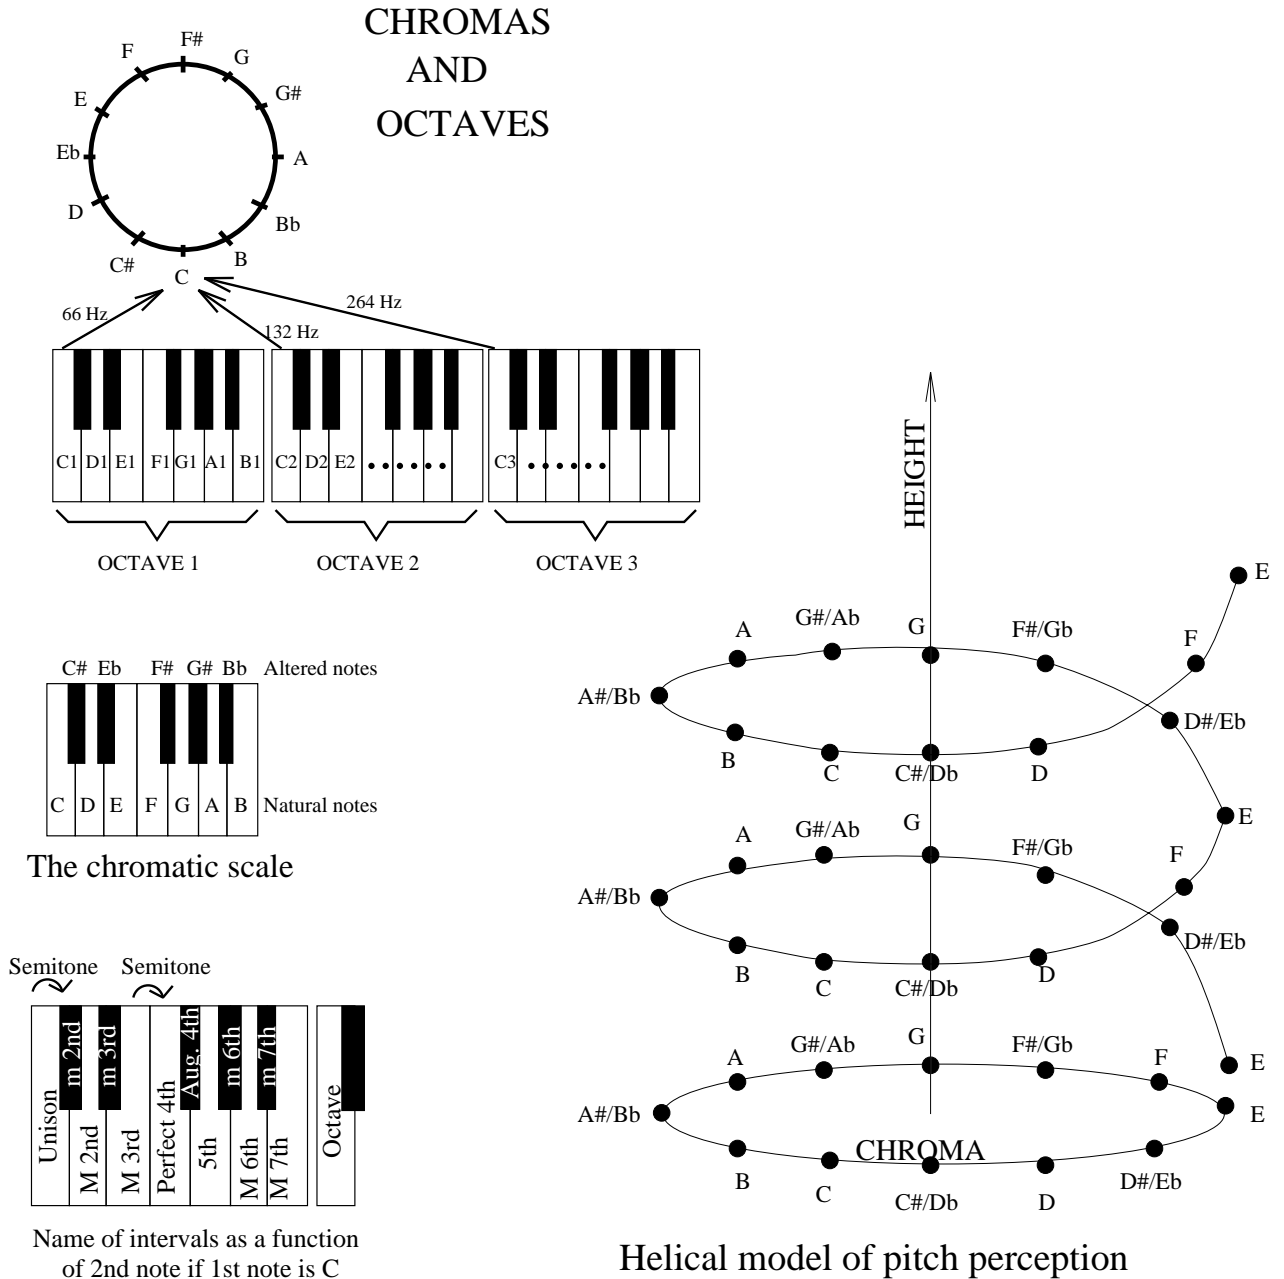 CHROMAS
AND
OCTAVES
F#
F
G
E
G#
Eb
A
D
Bb
C#
B
C
66 Hz
132 Hz
264 Hz
C1 D1 E1 F1 G1 A1 B1
C2 D2 E2 ......
C3 ......
OCTAVE 1
OCTAVE 2
OCTAVE 3
C# Eb F# G# Bb Altered notes
C D E F G A B Natural notes
The chromatic scale
Semitone Semitone
m 2nd
m 3rd
Aug. 4th
m 6th
m 7th
Unison
M 2nd
M 3rd
Perfect 4th
5th
M 6th
M 7th
Octave
Name of intervals as a function
of 2nd note if 1st note is C
HEIGHT
E
A
G#/Ab
G
F#/Gb
F
A#/Bb
D#/Eb
B
C
C#/Db
D
E
A
G#/Ab
G
F#/Gb
F
A#/Bb
D#/Eb
B
C
C#/Db
D
E
A
G#/Ab
G
F#/Gb
F
A#/Bb
E
CHROMA
B
C
C#/Db
D
D#/Eb
Helical model of pitch perception